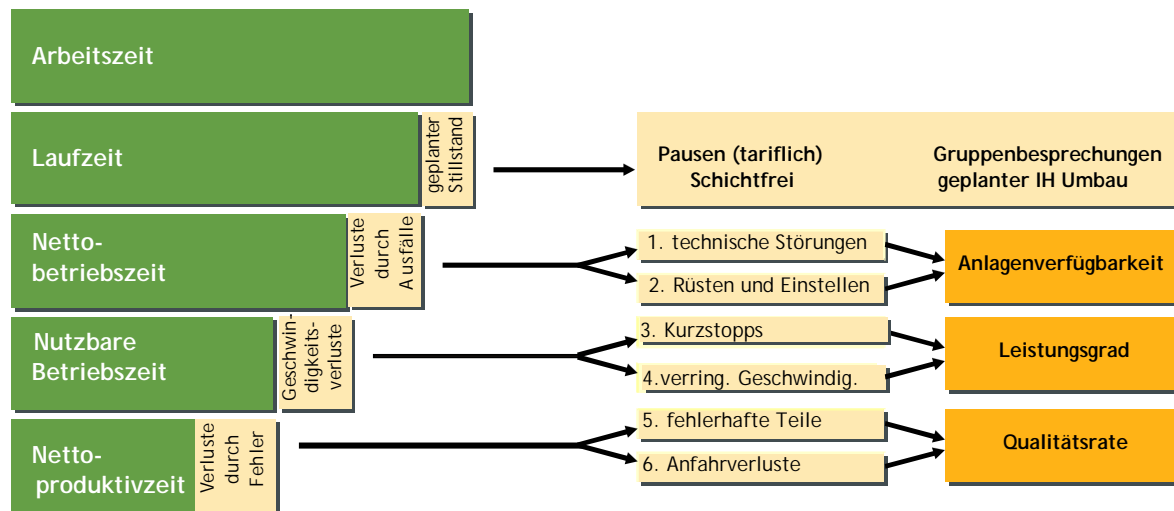 Arbeitszeit
Laufzeit
geplanter
Stillstand
Pausen (tariflich)
Schichtfrei
Gruppenbesprechungen
geplanter IH Umbau
Netto-
betriebszeit
Verluste
durch
Ausfälle
1. technische Störungen
2. Rüsten und Einstellen
Anlagenverfügbarkeit
Nutzbare
Betriebszeit
Geschwin-
digkeits-
verluste
3. Kurzstopps
4.verring. Geschwindig.
Leistungsgrad
Netto-
produktivzeit
Verluste
durch
Fehler
5. fehlerhafte Teile
6. Anfahrverluste
Qualitätsrate